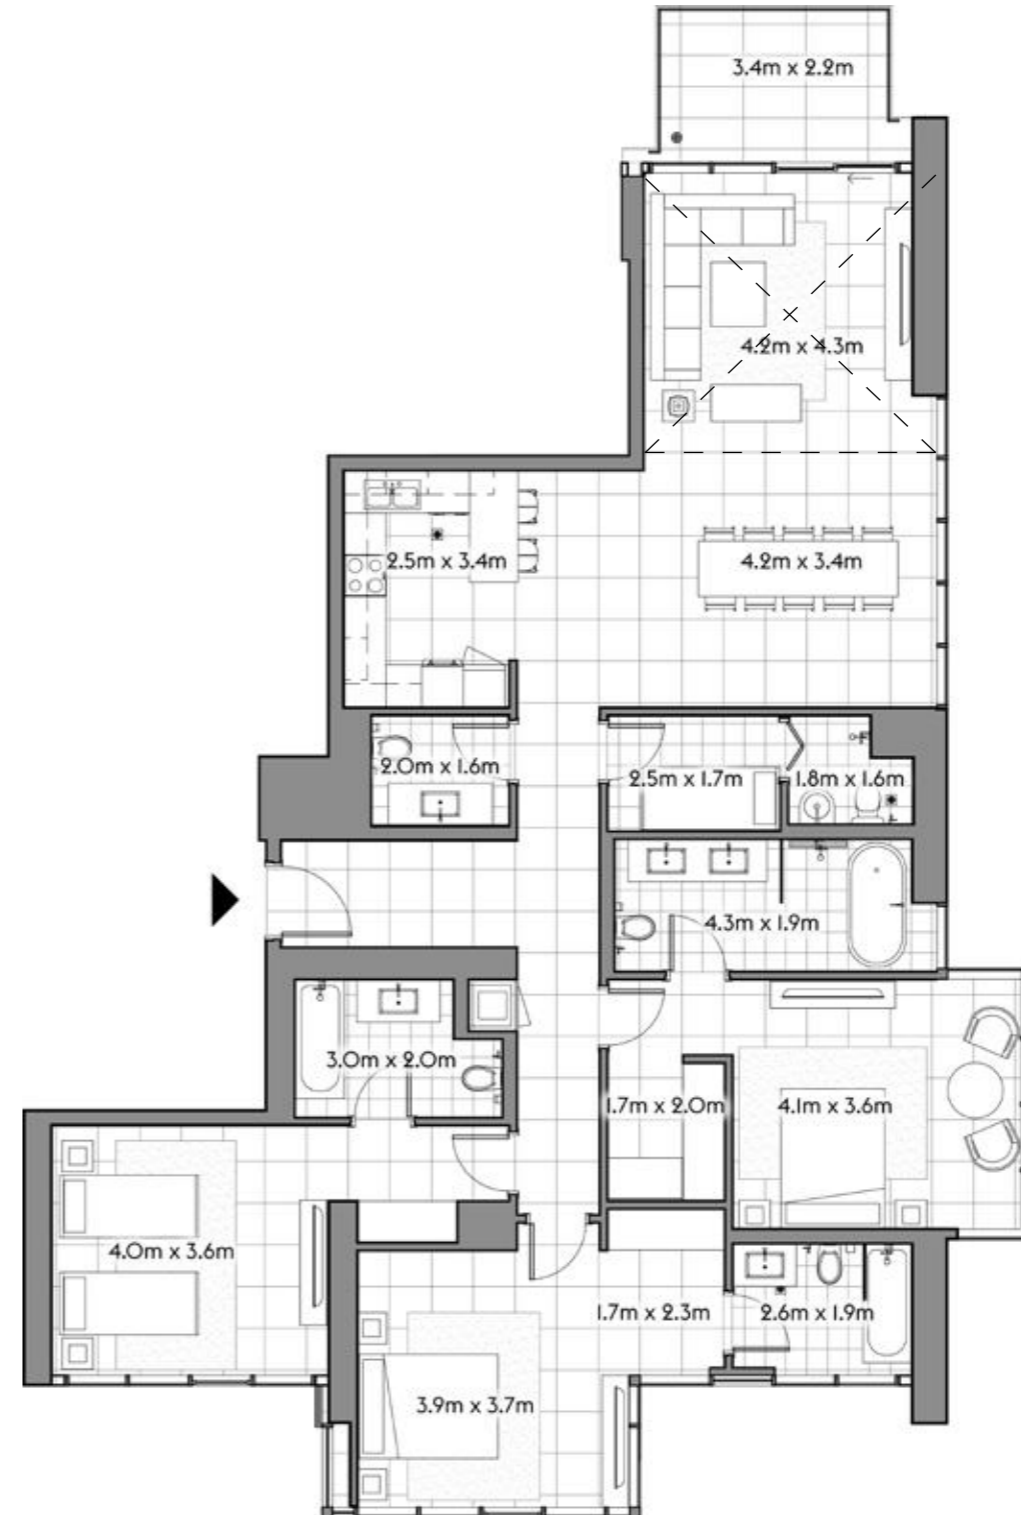 3.4m x 2.2m
4.2m x 4.3m
2.5m x 3.4m
4.2m x 3.4m
2.0m x 1.6m
2.5m x 1.7m
1.8m x 1.6m
4.3m x 1.9m
3.0m x 2.0m
1.7m x 2.0m
4.1m x 3.6m
4.0m x 3.6m
1.7m x 2.3m
2.6m x 1.9m
3.9m x 3.7m